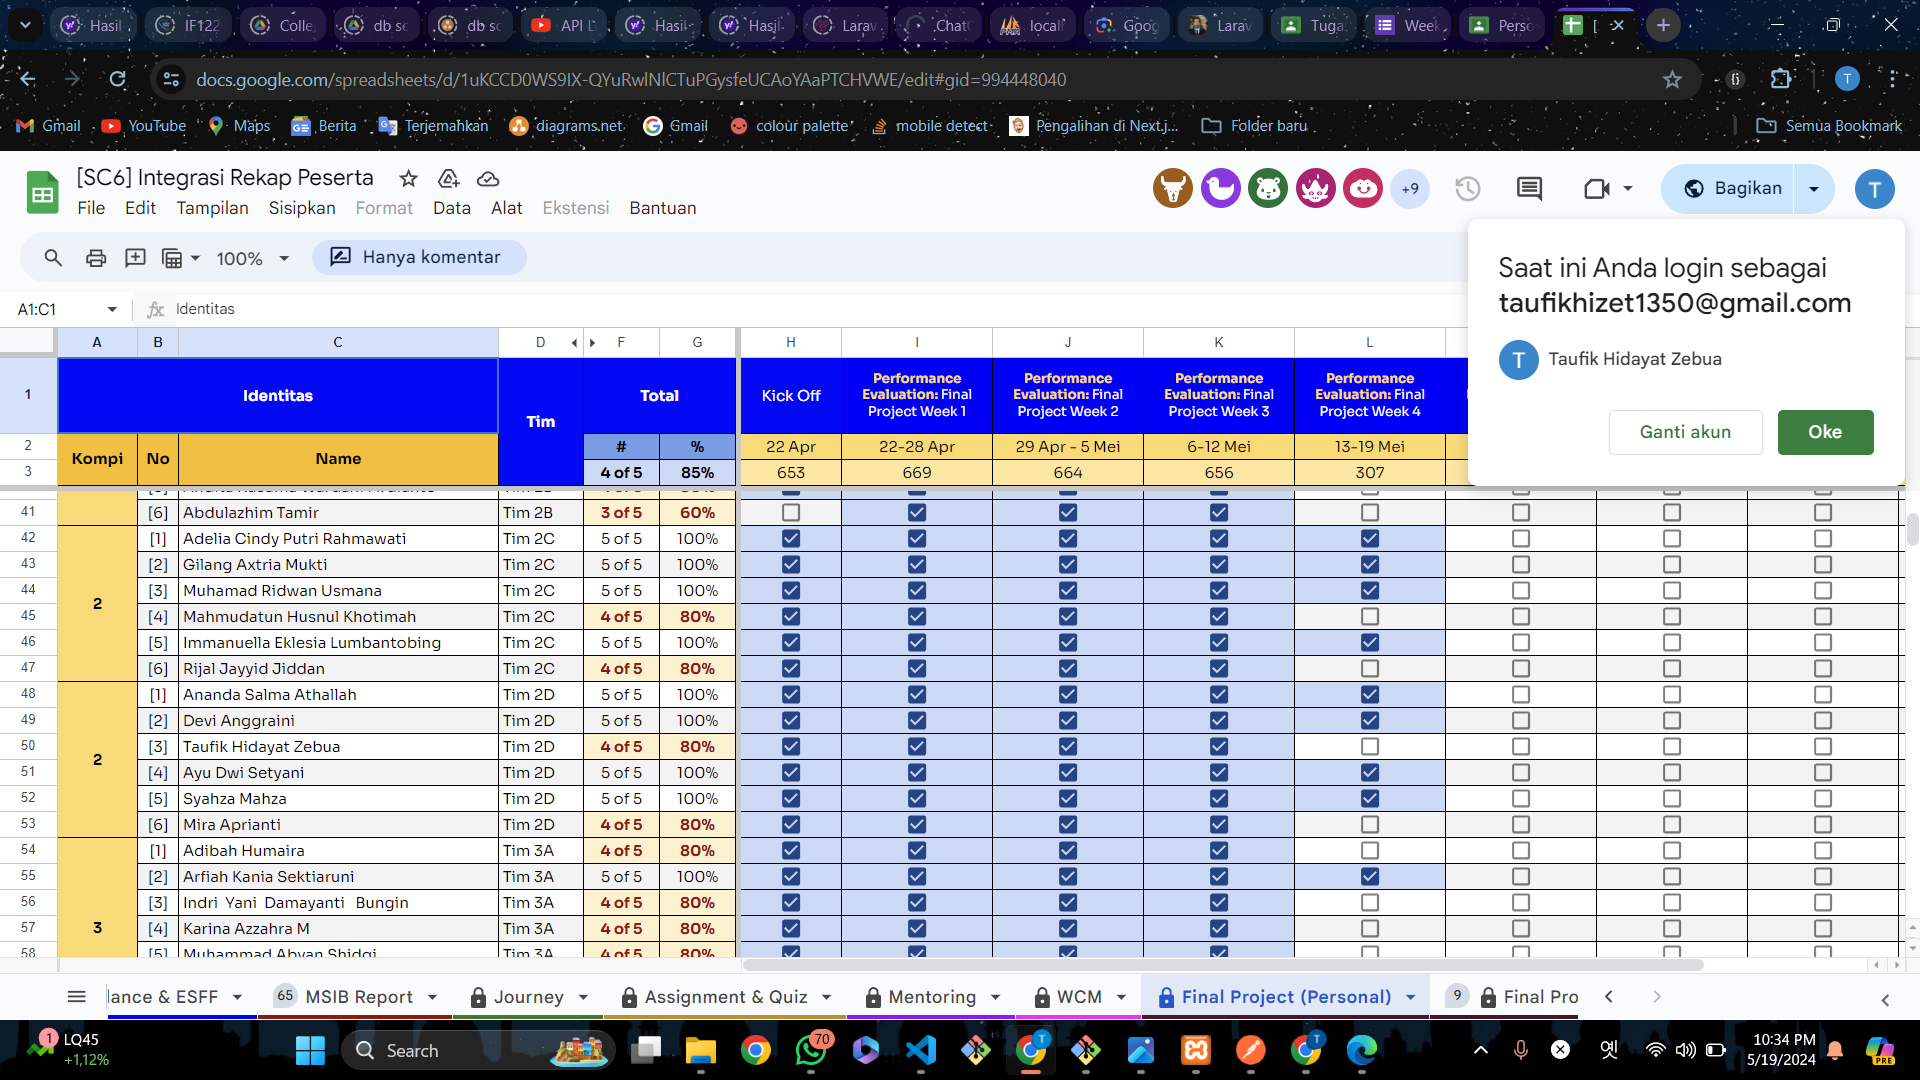 Hasil
IF122
Colle
db se
db sc
API D
Hasil
Hasil
Larav
Chat
locall
Goog
Larav
Tuga
Week
Perso
docs.google.com/spreadsheets/d/1uKCCD0WS9IX-QYuRwlNlCTuPGysfeUCAoYAaPTCHVWE/edit#gid=994448040
Gmail YouTube Maps Berita Terjemahkan diagrams.net Gmail colour palette mobile detect Pengalihan di Next.j... Folder baru Semua Bookmark
[SC6] Integrasi Rekap Peserta
File Edit Tampilan Sisipkan Format Data Alat Ekstensi Bantuan
+9 Bagikan T
100% Hanya komentar
A1:C1 Identitas
Saat ini Anda login sebagai
taufikhizet1350@gmail.com
T Taufik Hidayat Zebua
Ganti akun Oke
A B C D F G H I J K L
1 Identitas Tim Total Kick Off Performance Evaluation: Final Project Week 1 Performance Evaluation: Final Project Week 2 Performance Evaluation: Final Project Week 3 Performance Evaluation: Final Project Week 4
2 Kompi No Name # % 22 Apr 22-28 Apr 29 Apr - 5 Mei 6-12 Mei 13-19 Mei
3 4 of 5 85% 653 669 664 656 307
41 [6] Abdulazhim Tamir Tim 2B 3 of 5 60%
42 [1] Adelia Cindy Putri Rahmawati Tim 2C 5 of 5 100%
43 [2] Gilang Axtria Mukti Tim 2C 5 of 5 100%
44 [3] Muhamad Ridwan Usmana Tim 2C 5 of 5 100%
2
45 [4] Mahmudatun Husnul Khotimah Tim 2C 4 of 5 80%
46 [5] Immanuella Eklesia Lumbantobing Tim 2C 5 of 5 100%
47 [6] Rijal Jayyid Jiddan Tim 2C 4 of 5 80%
48 [1] Ananda Salma Athallah Tim 2D 5 of 5 100%
49 [2] Devi Anggraini Tim 2D 5 of 5 100%
50 [3] Taufik Hidayat Zebua Tim 2D 4 of 5 80%
2
51 [4] Ayu Dwi Setyani Tim 2D 5 of 5 100%
52 [5] Syahza Mahza Tim 2D 5 of 5 100%
53 [6] Mira Aprianti Tim 2D 4 of 5 80%
54 [1] Adibah Humaira Tim 3A 4 of 5 80%
55 [2] Arfiah Kania Sektiaruni Tim 3A 5 of 5 100%
56 [3] Indri Yani Damayanti Bungin Tim 3A 4 of 5 80%
57 3 [4] Karina Azzahra M Tim 3A 4 of 5 80%
58 [5] Muhammad Abyan Shidqi Tim 3A 4 of 5 80%
lance & ESFF 65 MSIB Report Journey Assignment & Quiz Mentoring WCM Final Project (Personal) 9 Final Pro
1 LQ45
+1,12%
Search
70
10:34 PM
5/19/2024
PRE